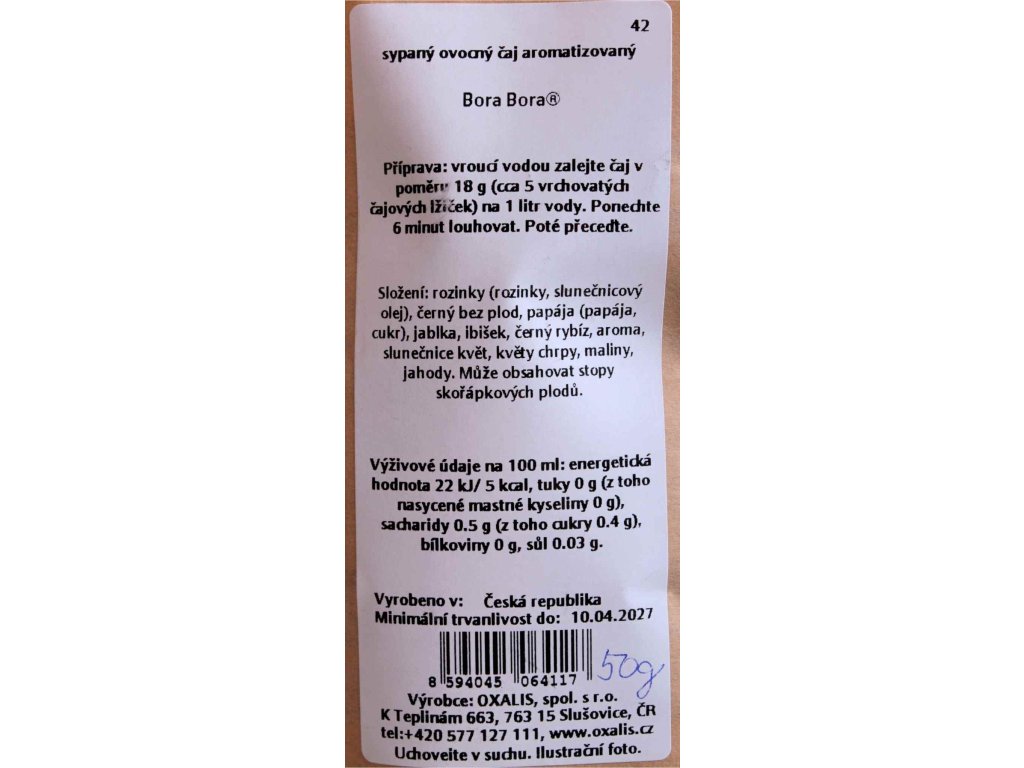 42
sypaný ovocný čaj aromatizovaný
Bora Bora®
Příprava: vroucí vodou zalejte čaj v
poměru 18 g (cca 5 vrchovatých
čajových lžiček) na 1 litr vody. Ponechte
6 minut louhovat. Poté přeceďte.
Složení: rozinky (rozinky, slunečnicový
olej), černý bez plod, papája (papája,
cukr), jablka, ibišek, černý rybíz, aroma,
slunečnice květ, květy chrpy, maliny,
jahody. Může obsahovat stopy
skořápkových plodů.
Výživové údaje na 100 ml: energetická
hodnota 22 kJ/ 5 kcal, tuky 0 g (z toho
nasycené mastné kyseliny 0 g),
sacharidy 0.5 g (z toho cukry 0.4 g),
bílkoviny 0 g, sůl 0.03 g.
Vyrobeno v: Česká republika
Minimální trvanlivost do: 10.04.2027
50g
8 594045 064117
Výrobce: OXALIS, spol. s r.o.
K Teplinám 663, 763 15 Slušovice, ČR
tel:+420 577 127 111, www.oxalis.cz
Uchovejte v suchu. Ilustrační foto.